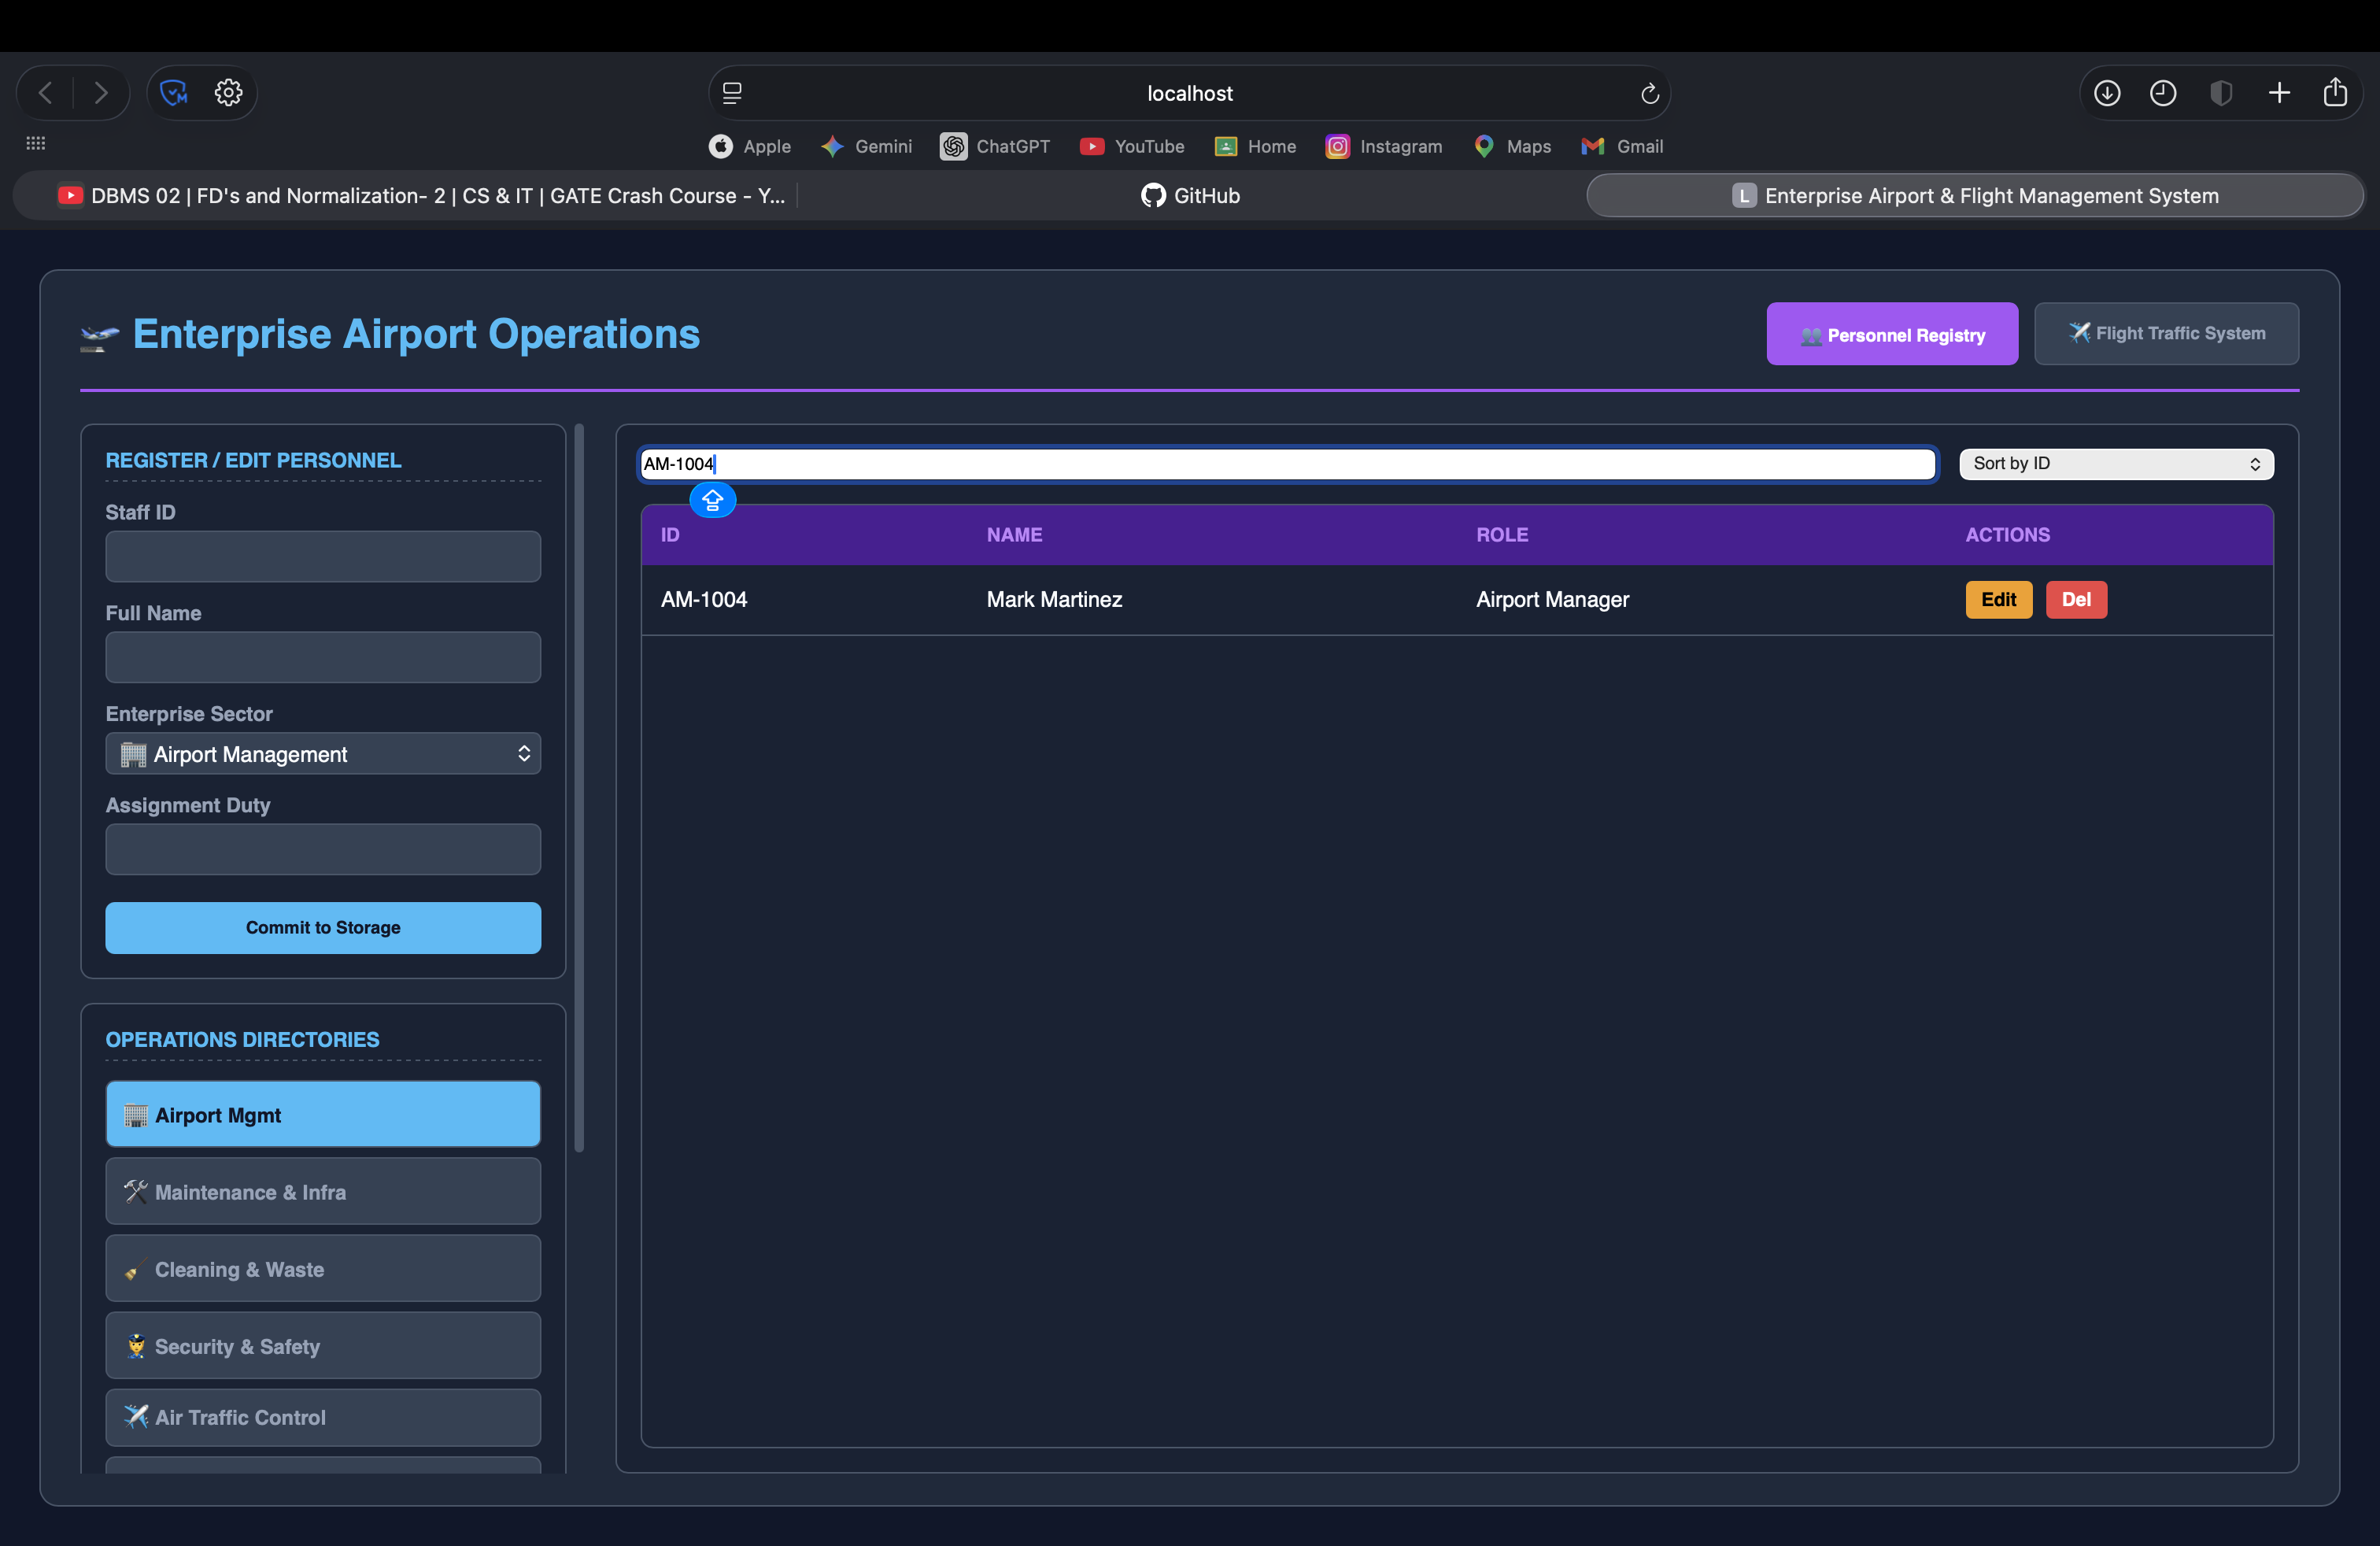 localhost
Apple
Gemini
ChatGPT
YouTube
Home
Instagram
Maps
Gmail
DBMS 02 | FD's and Normalization- 2 | CS & IT | GATE Crash Course - Y...
GitHub
L Enterprise Airport & Flight Management System
Enterprise Airport Operations
Personnel Registry
Flight Traffic System
REGISTER / EDIT PERSONNEL
Staff ID
Full Name
Enterprise Sector
Airport Management
Assignment Duty
Commit to Storage
OPERATIONS DIRECTORIES
Airport Mgmt
Maintenance & Infra
Cleaning & Waste
Security & Safety
Air Traffic Control
AM-1004
Sort by ID
ID NAME ROLE ACTIONS
AM-1004 Mark Martinez Airport Manager Edit Del